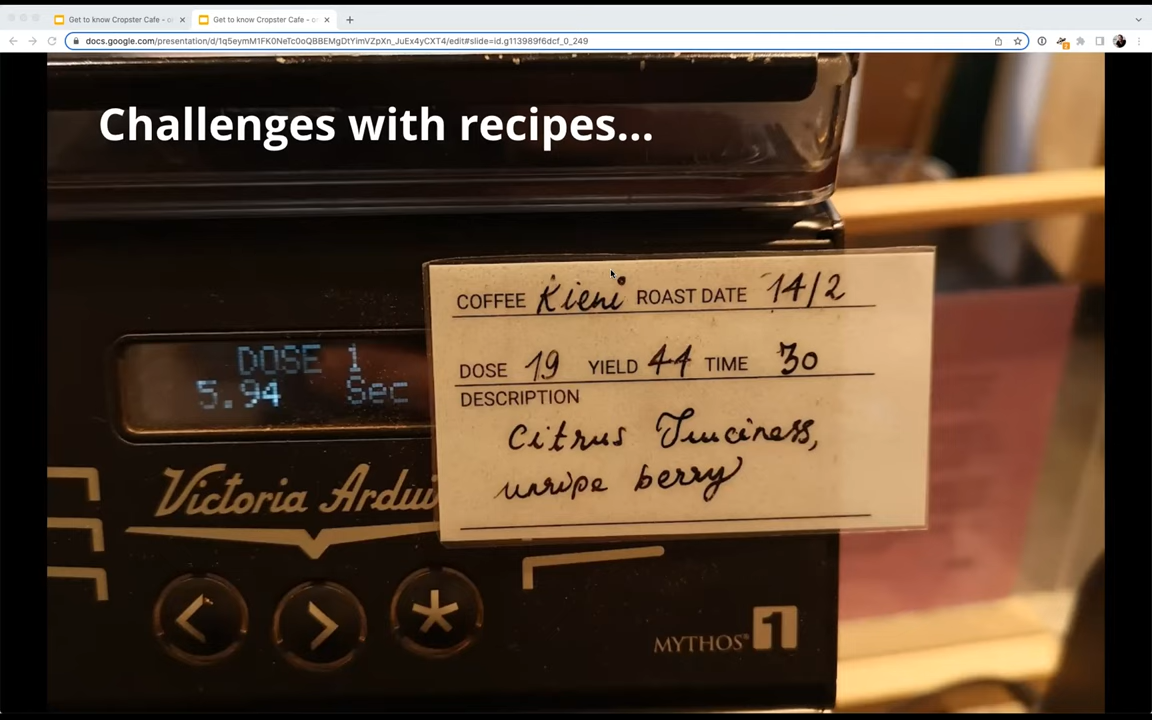 Get to know Cropster Cafe - o
Get to know Cropster Cafe - o
docs.google.com/presentation/d/1q5eymM1FK0NeTc0oQBBEMgDtYimVZpXn_JuEx4yCXT4/edit#slide=id.g113989f6dcf_0_249
Challenges with recipes...
COFFEE Kieni ROAST DATE 14/2
DOSE 19 YIELD 44 TIME 30
DESCRIPTION
Citrus Juiciness,
unripe berry
DOSE 1
5.94 Sec
Victoria Ardui
MYTHOS 1